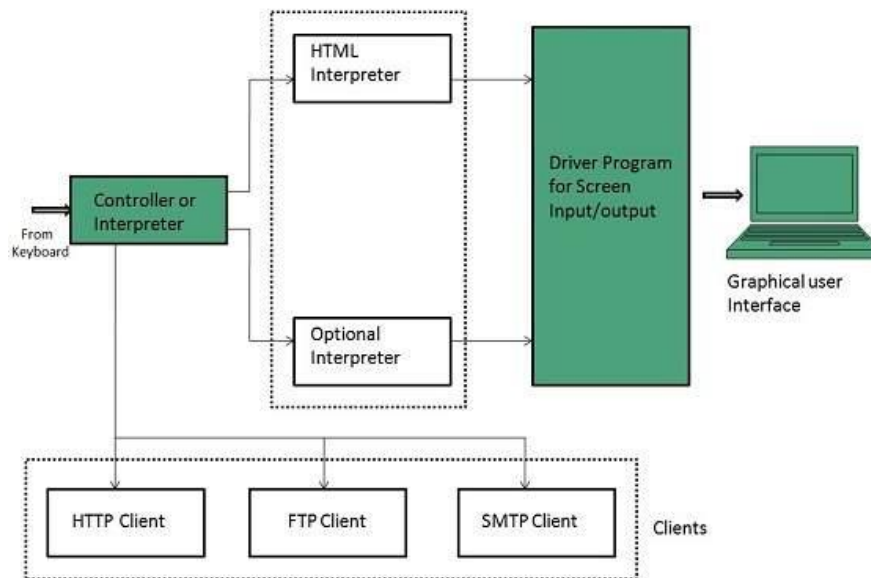 HTML
Interpreter
Controller or
Interpreter
From
Keyboard
Driver Program
for Screen
Input/output
Graphical user
Interface
Optional
Interpreter
HTTP Client
FTP Client
SMTP Client
Clients